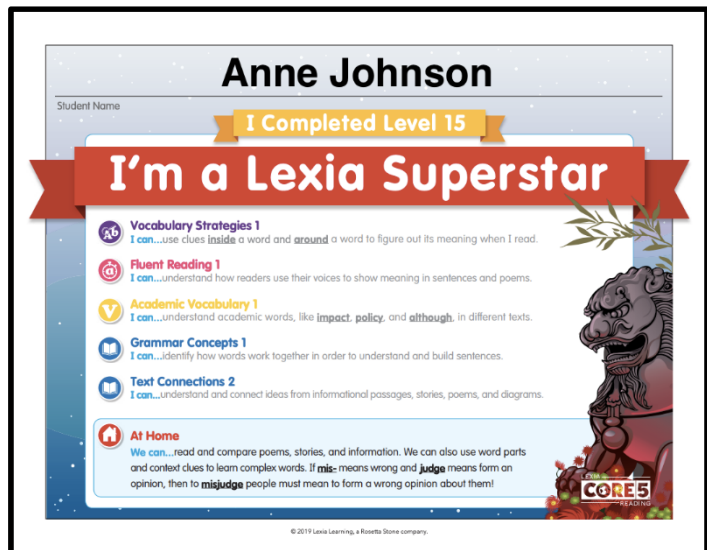 Anne Johnson
Student Name
I Completed Level 15
I'm a Lexia Superstar
Vocabulary Strategies 1
I can...use clues inside a word and around a word to figure out its meaning when I read.
Fluent Reading 1
I can...understand how readers use their voices to show meaning in sentences and poems.
Academic Vocabulary 1
I can...understand academic words, like impact, policy, and although, in different texts.
Grammar Concepts 1
I can...identify how words work together in order to understand and build sentences.
Text Connections 2
I can...understand and connect ideas from informational passages, stories, poems, and diagrams.
At Home
We can...read and compare poems, stories, and information. We can also use word parts
and context clues to learn complex words. If mis- means wrong and judge means form an
opinion, then to misjudge people must mean to form a wrong opinion about them!
LEXIA
CORE5
READING
© 2019 Lexia Learning, a Rosetta Stone company.